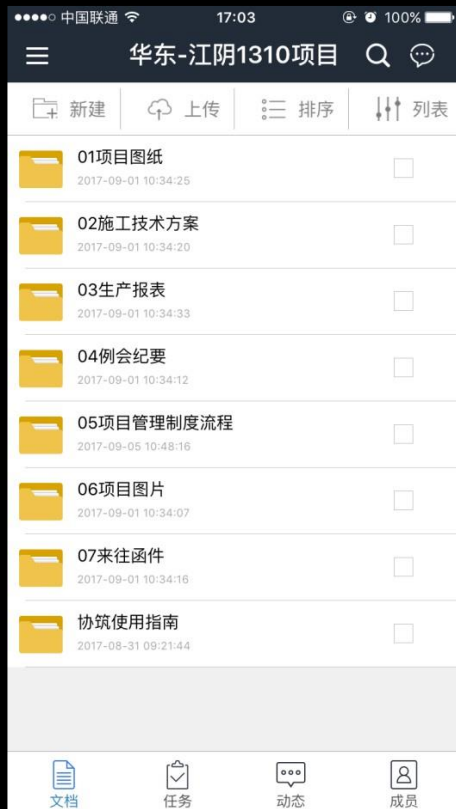 中国联通 17:03 100%
华东-江阴1310项目
新建 上传 排序 列表
01项目图纸
2017-09-01 10:34:25
02施工技术方案
2017-09-01 10:34:20
03生产报表
2017-09-01 10:34:33
04例会纪要
2017-09-01 10:34:12
05项目管理制度流程
2017-09-05 10:48:16
06项目图片
2017-09-01 10:34:07
07来往函件
2017-09-01 10:34:16
协筑使用指南
2017-08-31 09:21:44
文档 任务 动态 成员